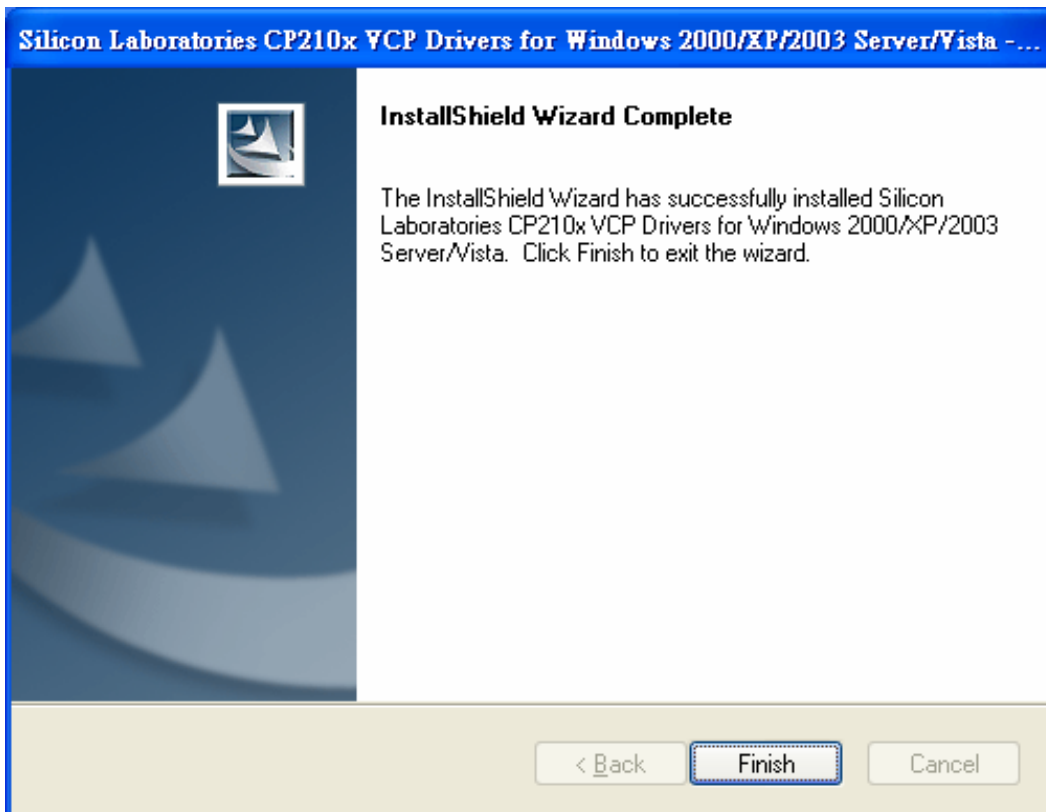 Silicon Laboratories CP210x VCP Drivers for Windows 2000/XP/2003 Server/Vista -...
InstallShield Wizard Complete
The InstallShield Wizard has successfully installed Silicon
Laboratories CP210x VCP Drivers for Windows 2000/XP/2003
Server/Vista.  Click Finish to exit the wizard.
< Back
Finish
Cancel